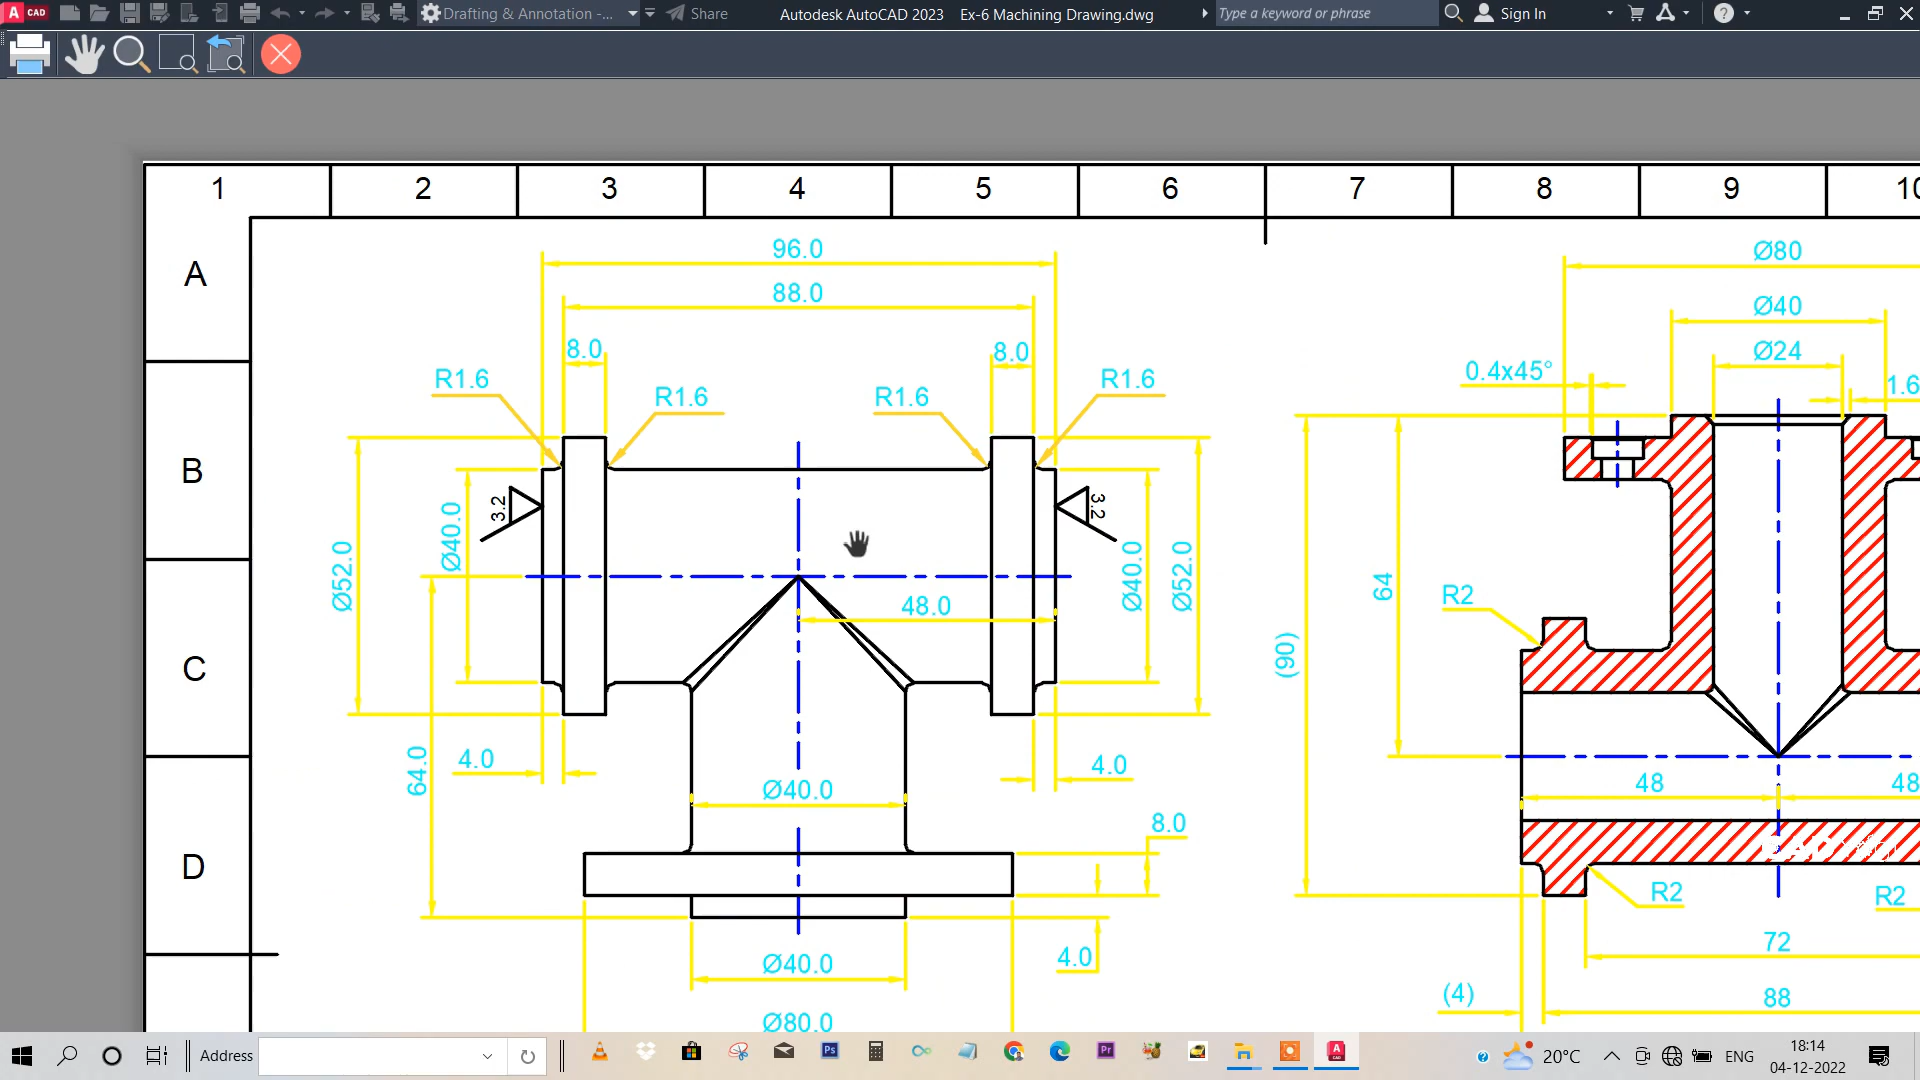 A CAD Drafting & Annotation -... Share Autodesk AutoCAD 2023 Ex-6 Machining Drawing.dwg Type a keyword or phrase Sign In ?
1 2 3 4 5 6 7 8 9 10
A
B
C
D
96.0
88.0
8.0
8.0
R1.6
R1.6
R1.6
R1.6
3.2
3.2
Ø52.0
Ø40.0
Ø40.0
Ø52.0
48.0
64.0
4.0
4.0
Ø40.0
8.0
4.0
Ø40.0
Ø80.0
Ø80
Ø40
Ø24
0.4x45°
1.6
64
R2
(90)
48
48
R2
R2
72
(4)
88
Address
Ps
Pr
20°C
ENG
18:14
04-12-2022